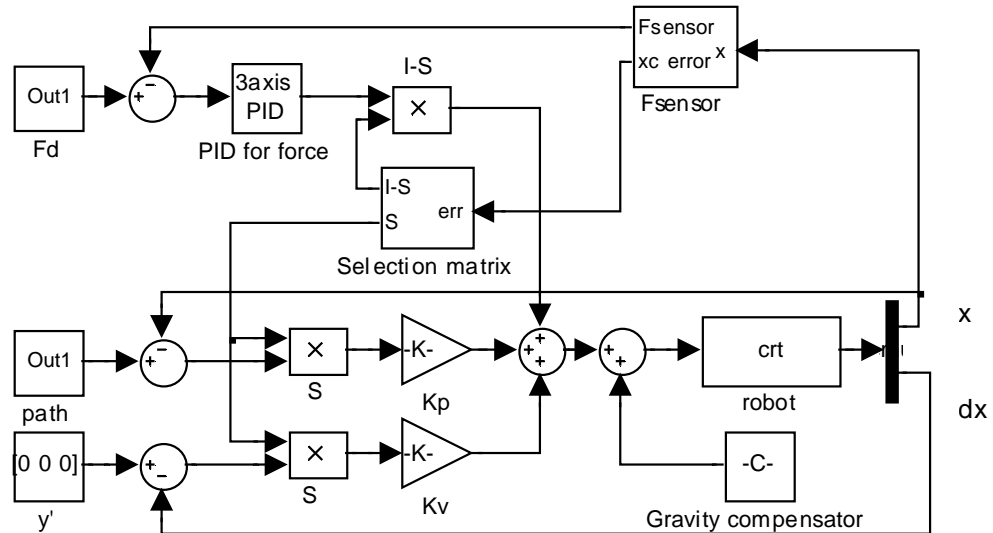 Fsensor
xc error
x
Fsensor
I-S
×
3axis
PID
PID for force
Out1
Fd
I-S
S
err
Selection matrix
Out1
path
×
S
-K-
Kp
crt
robot
x
dx
[0 0 0]
y'
×
S
-K-
Kv
-C-
Gravity compensator